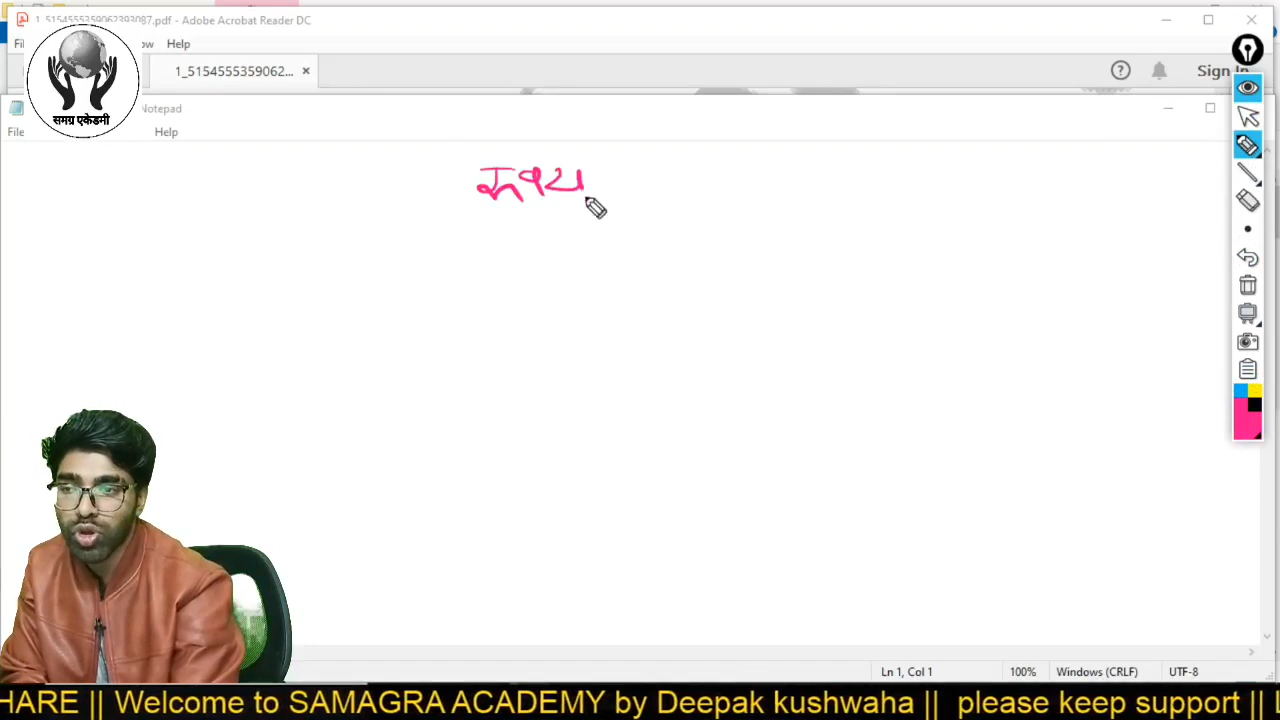 1_5154555359062393087.pdf - Adobe Acrobat Reader DC
Help
1_5154555359062... ×
Sign In
समग्र एकेडमी
Notepad
File
Help
Ln 1, Col 1
100%
Windows (CRLF)
UTF-8
HARE || Welcome to SAMAGRA ACADEMY by Deepak kushwaha || please keep support ||